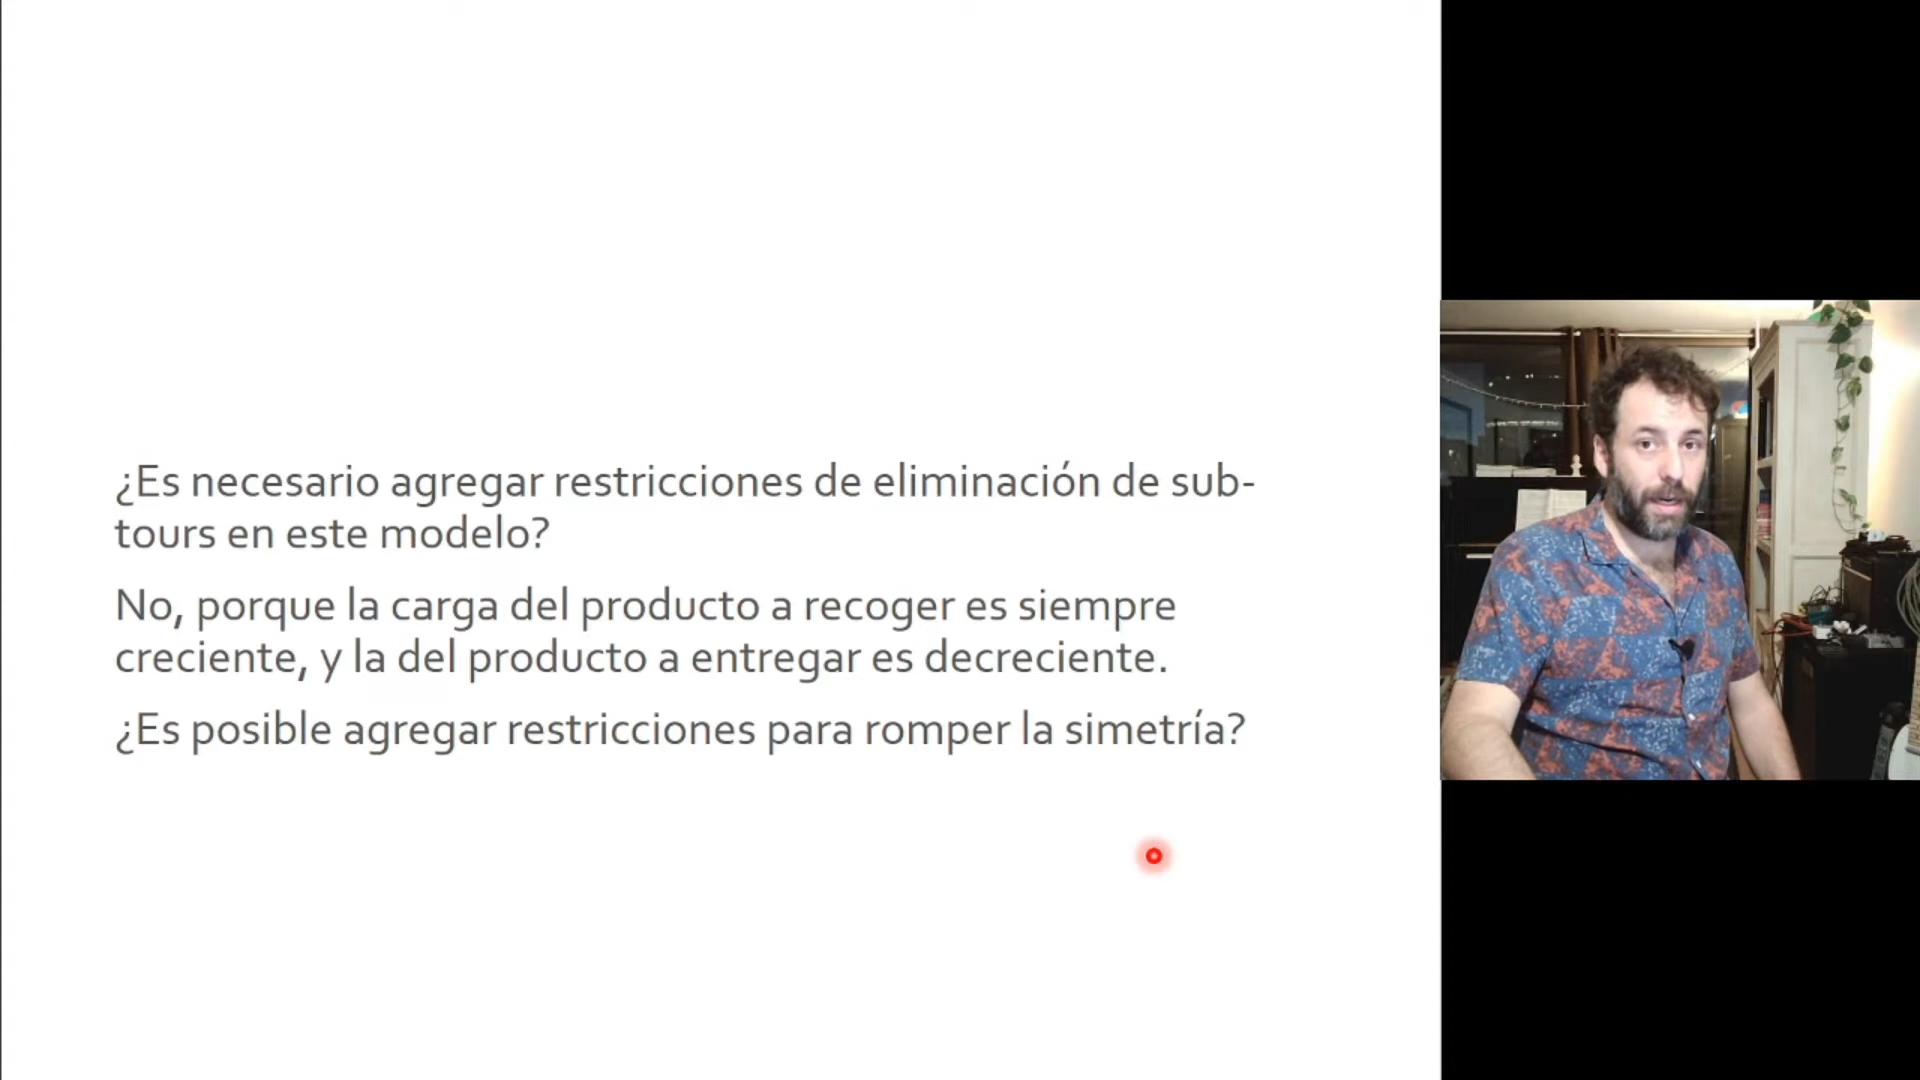 ¿Es necesario agregar restricciones de eliminación de sub-
tours en este modelo?
No, porque la carga del producto a recoger es siempre
creciente, y la del producto a entregar es decreciente.
¿Es posible agregar restricciones para romper la simetría?